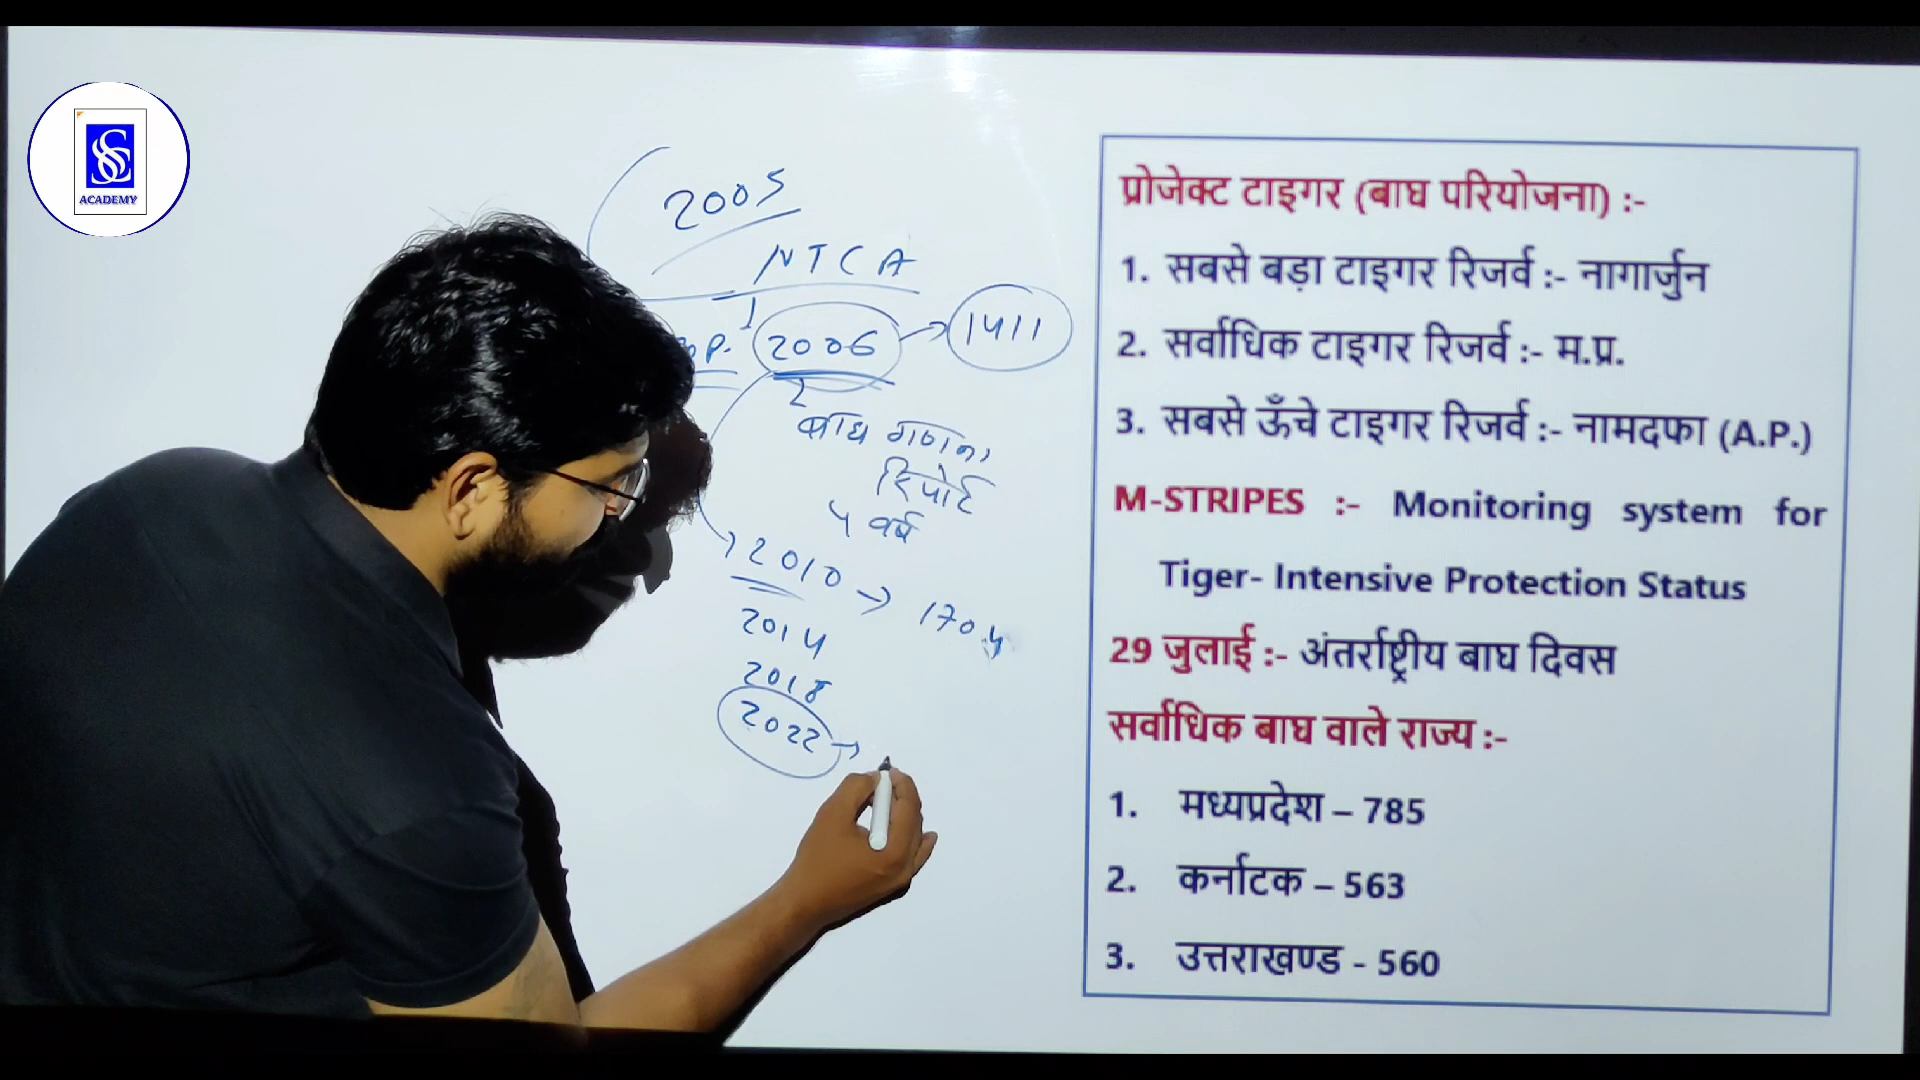 SSC
ACADEMY
2005
NTCA
P.
2006 → 1411
बाघ गणना
रिपोर्ट
4 वर्ष
2010 → 1704
2014
2018
2022 →
प्रोजेक्ट टाइगर (बाघ परियोजना) :-
1. सबसे बड़ा टाइगर रिजर्व :- नागार्जुन
2. सर्वाधिक टाइगर रिजर्व :- म.प्र.
3. सबसे ऊँचे टाइगर रिजर्व :- नामदफा (A.P.)
M-STRIPES :- Monitoring system for
Tiger- Intensive Protection Status
29 जुलाई :- अंतर्राष्ट्रीय बाघ दिवस
सर्वाधिक बाघ वाले राज्य :-
1. मध्यप्रदेश – 785
2. कर्नाटक – 563
3. उत्तराखण्ड - 560